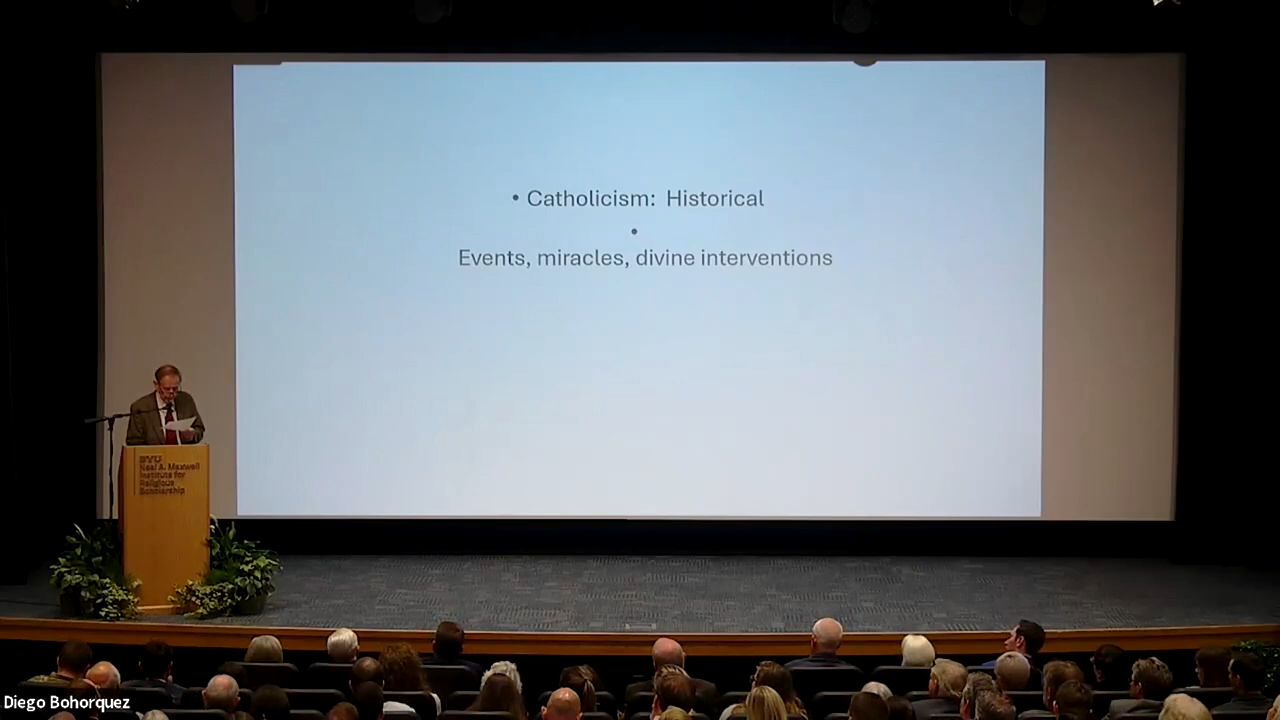 • Catholicism:  Historical
•
Events, miracles, divine interventions
BYU
Neal A. Maxwell
Institute for
Religious
Scholarship
Diego Bohorquez